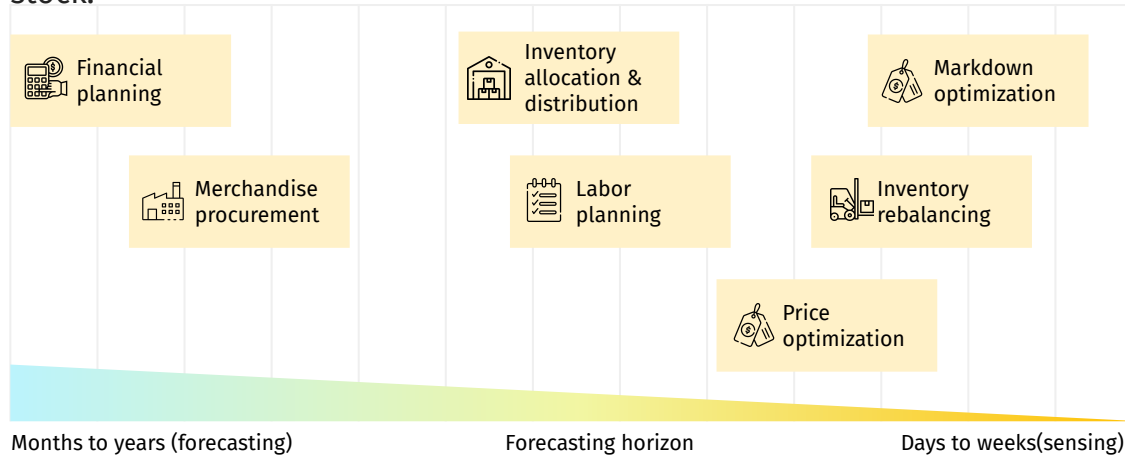 stock.
Financial
planning
Inventory
allocation &
distribution
Markdown
optimization
Merchandise
procurement
Labor
planning
Inventory
rebalancing
Price
optimization
Months to years (forecasting)
Forecasting horizon
Days to weeks(sensing)